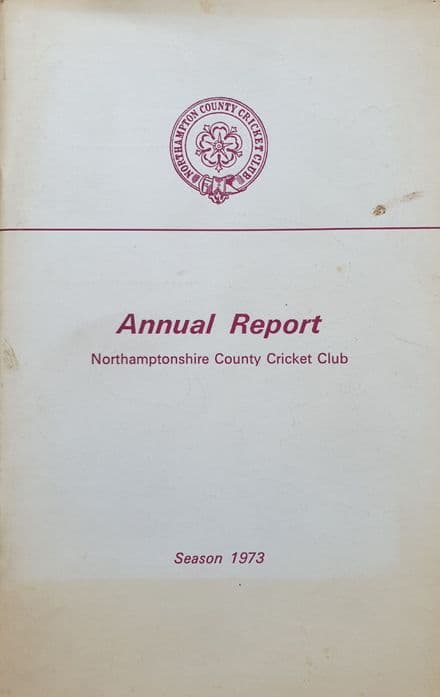 NORTHAMPTON COUNTY CRICKET CLUB
Annual Report
Northamptonshire County Cricket Club
Season 1973